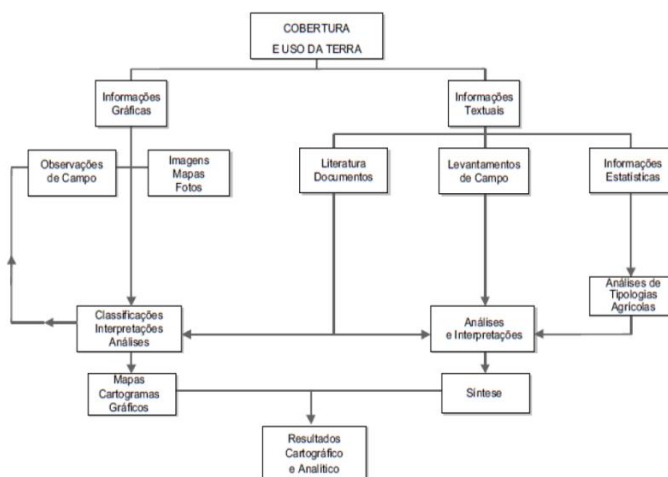 COBERTURA
E USO DA TERRA
Informações
Gráficas
Informações
Textuais
Observações
de Campo
Imagens
Mapas
Fotos
Literatura
Documentos
Levantamentos
de Campo
Informações
Estatísticas
Análises de
Tipologias
Agrícolas
Classificações
Interpretações
Análises
Análises
e Interpretações
Mapas
Cartogramas
Gráficos
Síntese
Resultados
Cartográfico
e Analítico